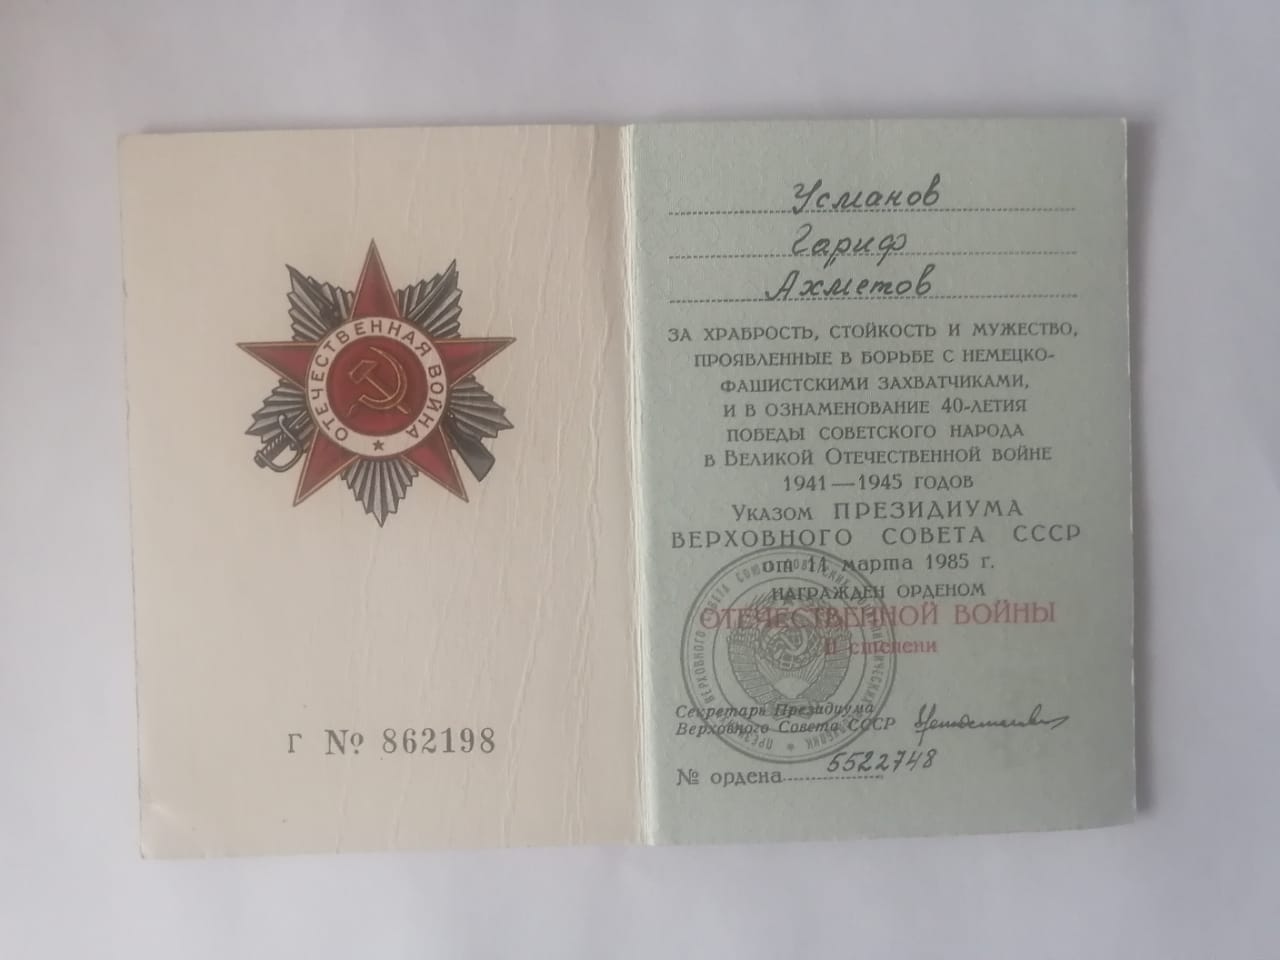 ОТЕЧЕСТВЕННАЯ ВОЙНА
Г № 862198
Усманов
Гариф
Ахметов
ЗА ХРАБРОСТЬ, СТОЙКОСТЬ И МУЖЕСТВО,
ПРОЯВЛЕННЫЕ В БОРЬБЕ С НЕМЕЦКО-
ФАШИСТСКИМИ ЗАХВАТЧИКАМИ,
И В ОЗНАМЕНОВАНИЕ 40-ЛЕТИЯ
ПОБЕДЫ СОВЕТСКОГО НАРОДА
В ВЕЛИКОЙ ОТЕЧЕСТВЕННОЙ ВОЙНЕ
1941—1945 ГОДОВ
УКАЗОМ ПРЕЗИДИУМА
ВЕРХОВНОГО СОВЕТА СССР
от 11 марта 1985 г.
НАГРАЖДЕН ОРДЕНОМ
ОТЕЧЕСТВЕННОЙ ВОЙНЫ
II степени
Секретарь Президиума
Верховного Совета СССР
№ ордена 5522748